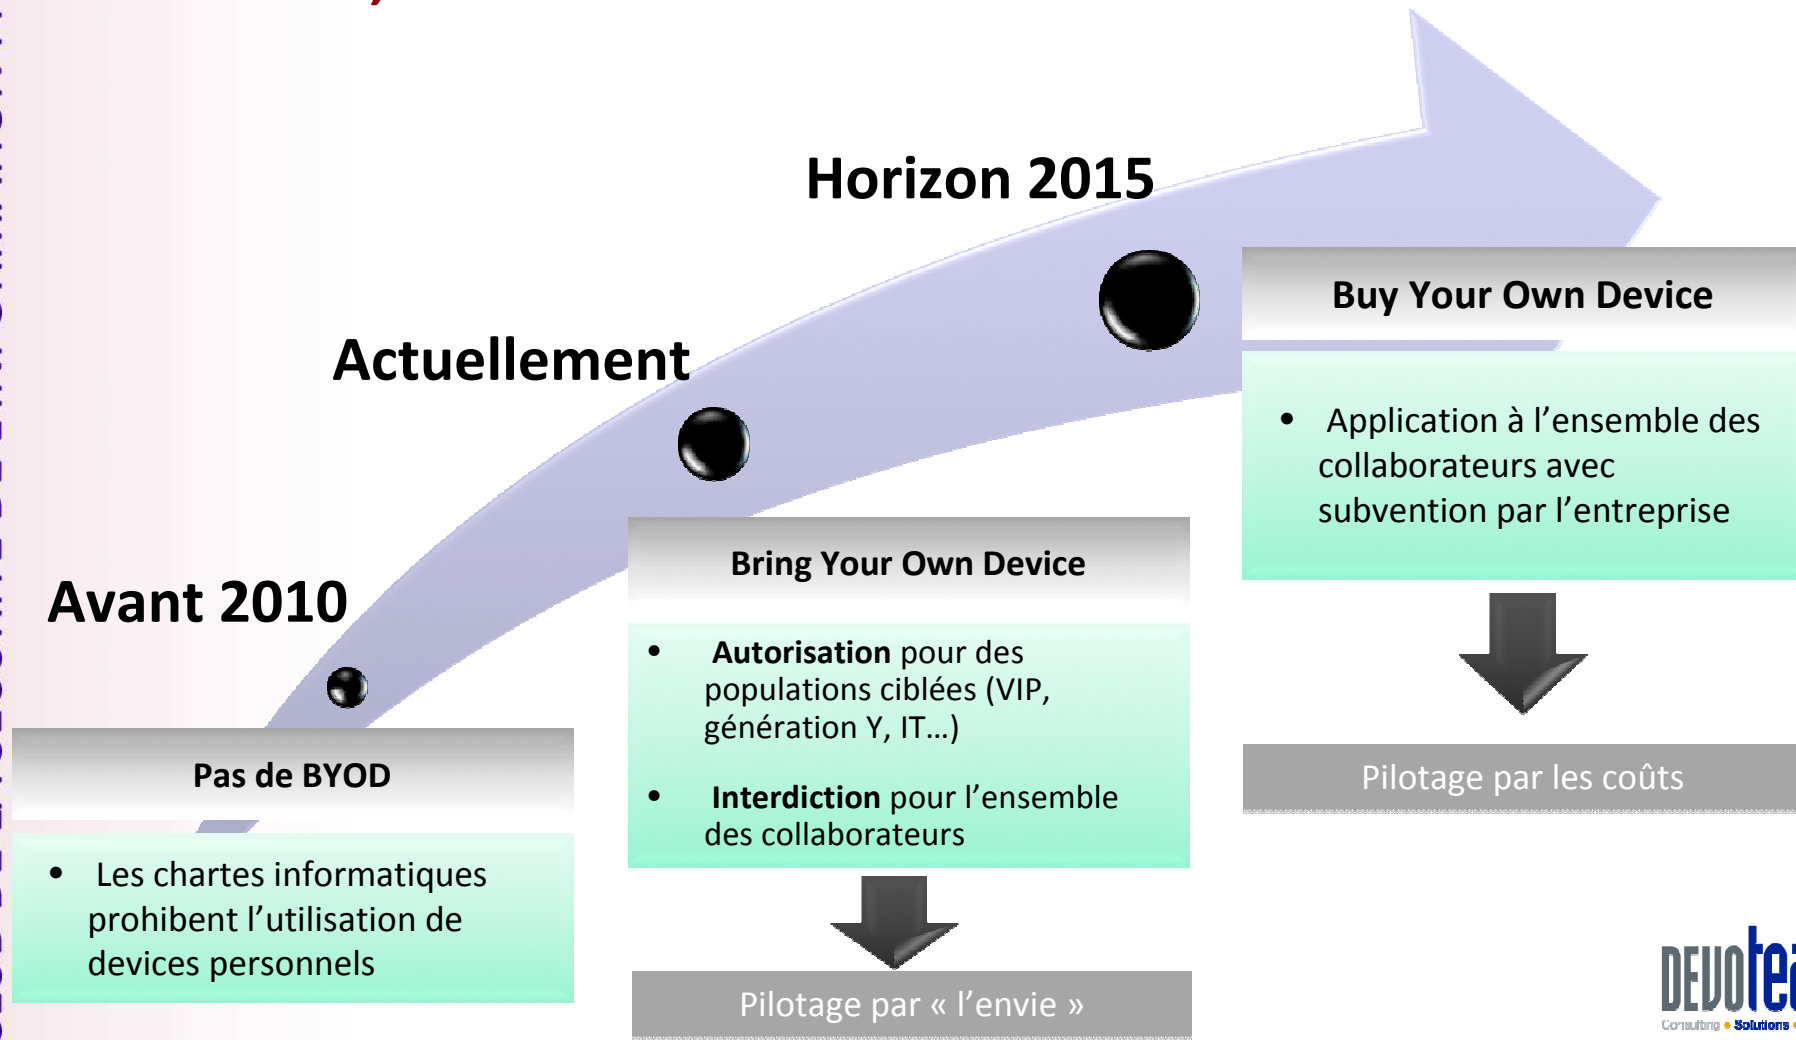 Horizon 2015
Actuellement
Avant 2010
Buy Your Own Device
• Application à l’ensemble des
collaborateurs avec
subvention par l’entreprise
Pilotage par les coûts
Bring Your Own Device
• Autorisation pour des
populations ciblées (VIP,
génération Y, IT…)
• Interdiction pour l’ensemble
des collaborateurs
Pilotage par « l’envie »
Pas de BYOD
• Les chartes informatiques
prohibent l’utilisation de
devices personnels
Consulting • Solutions